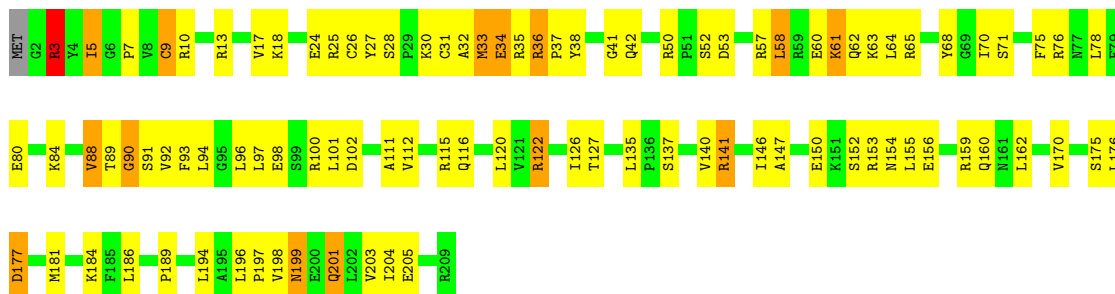 MET G2 R3 Y4 I5 G6 P7 V8 C9 R10 R13 V17 K18 E24 R25 C26 Y27 S28 P29 K30 C31 A32 M33 E34 R35 R36 P37 Y38 G41 Q42 R50 P51 S52 D53 R57 L58 R59 E60 K61 Q62 K63 L64 R65 Y68 G69 I70 S71 F75 R76 N77 L78
E80 K84 V88 T89 G90 S91 V92 F93 L94 G95 L96 L97 E98 S99 R100 L101 D102 A111 V112 R115 Q116 L120 V121 R122 I126 T127 L135 P136 S137 V140 R141 I146 A147 E150 K151 S152 R153 N154 L155 E156 R159 Q160 N161 L162 V170 S175 L176
D177 M181 K184 F185 L186 P189 L194 A195 L196 P197 V198 N199 E200 Q201 L202 V203 I204 E205 R209